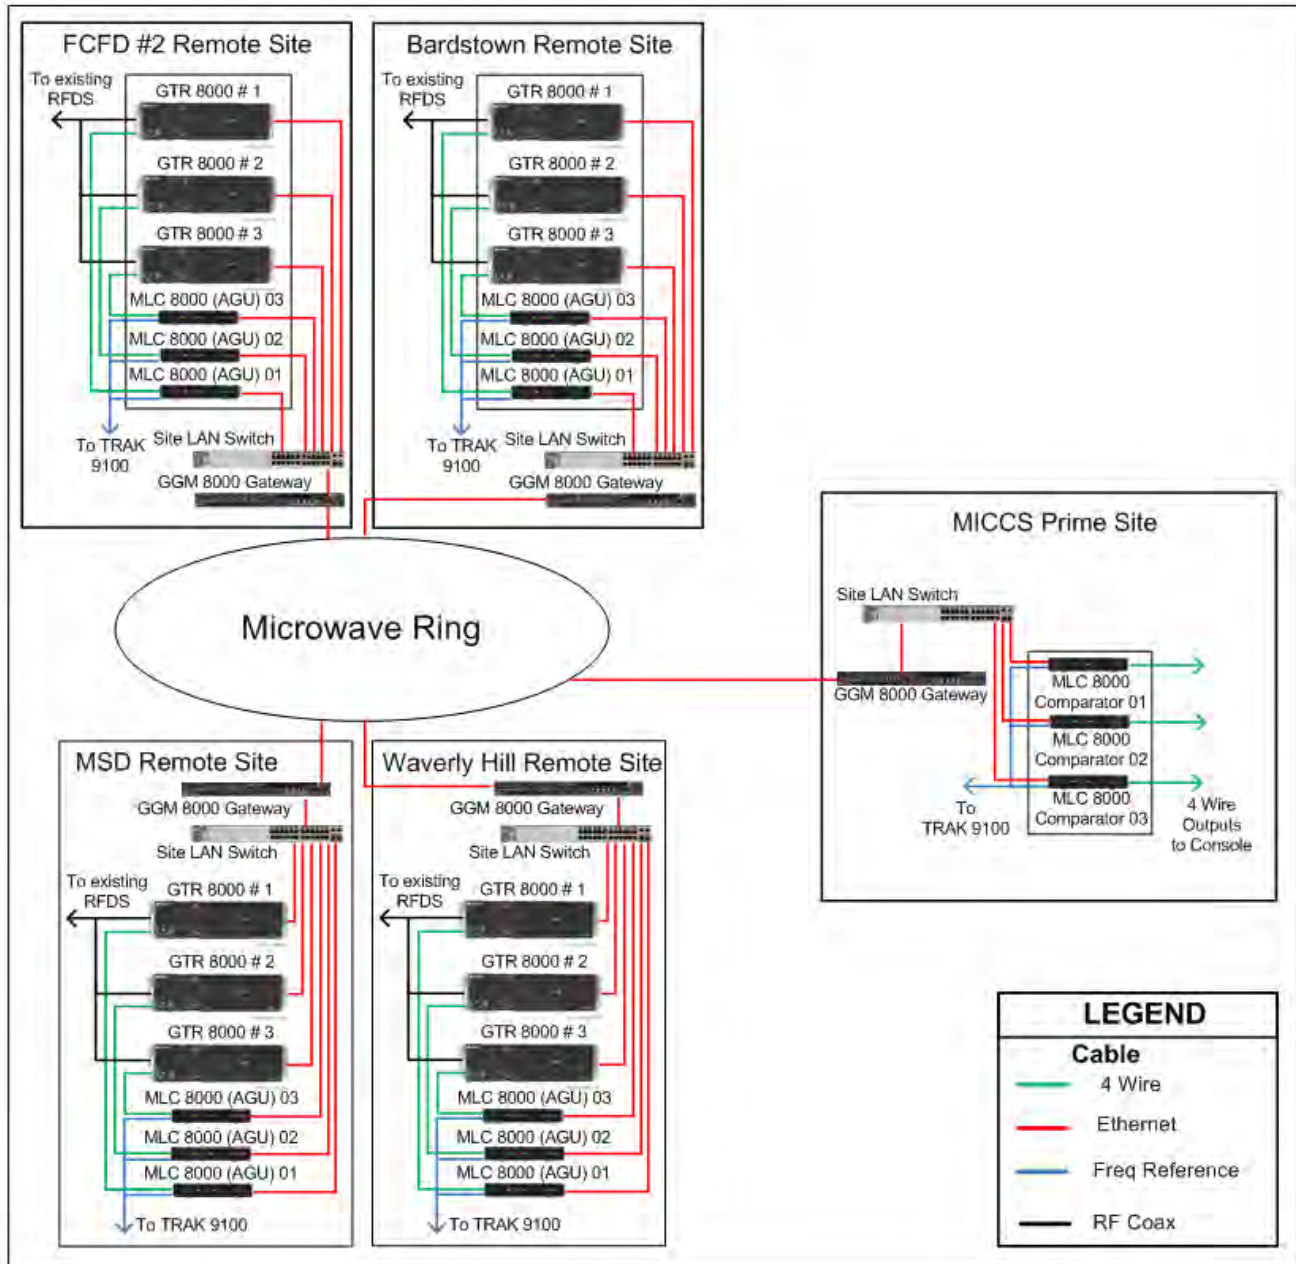 FCFD #2 Remote Site
To existing
RFDS
GTR 8000 # 1
GTR 8000 # 2
GTR 8000 # 3
MLC 8000 (AGU) 03
MLC 8000 (AGU) 02
MLC 8000 (AGU) 01
To TRAK
9100
Site LAN Switch
GGM 8000 Gateway
Bardstown Remote Site
To existing
RFDS
GTR 8000 # 1
GTR 8000 # 2
GTR 8000 # 3
MLC 8000 (AGU) 03
MLC 8000 (AGU) 02
MLC 8000 (AGU) 01
To TRAK
9100
Site LAN Switch
GGM 8000 Gateway
Microwave Ring
MICCS Prime Site
Site LAN Switch
GGM 8000 Gateway
MLC 8000
Comparator 01
MLC 8000
Comparator 02
MLC 8000
Comparator 03
To
TRAK 9100
4 Wire
Outputs
to Console
MSD Remote Site
GGM 8000 Gateway
Site LAN Switch
To existing
RFDS
GTR 8000 # 1
GTR 8000 # 2
GTR 8000 # 3
MLC 8000 (AGU) 03
MLC 8000 (AGU) 02
MLC 8000 (AGU) 01
To TRAK 9100
Waverly Hill Remote Site
GGM 8000 Gateway
Site LAN Switch
To existing
RFDS
GTR 8000 # 1
GTR 8000 # 2
GTR 8000 # 3
MLC 8000 (AGU) 03
MLC 8000 (AGU) 02
MLC 8000 (AGU) 01
To TRAK 9100
LEGEND
Cable
4 Wire
Ethernet
Freq Reference
RF Coax